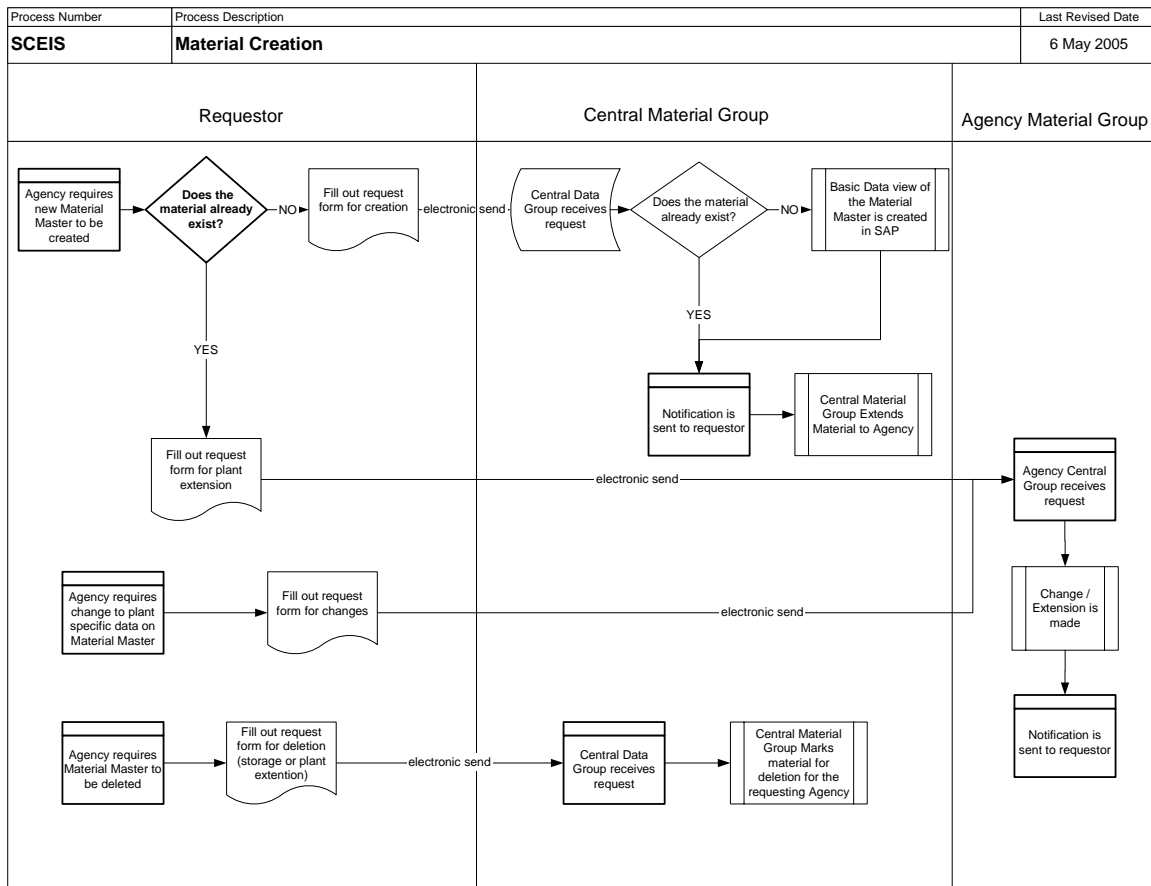 Process Number
Process Description
Last Revised Date
SCEIS
Material Creation
6 May 2005
Requestor
Central Material Group
Agency Material Group
Agency requires
new Material
Master to be
created
Does the
material already
exist?
NO
Fill out request
form for creation
electronic send
Central Data
Group receives
request
Does the material
already exist?
NO
Basic Data view of
the Material
Master is created
in SAP
YES
YES
Notification is
sent to requestor
Central Material
Group Extends
Material to Agency
Fill out request
form for plant
extension
electronic send
Agency Central
Group receives
request
Agency requires
change to plant
specific data on
Material Master
Fill out request
form for changes
electronic send
Change /
Extension is
made
Agency requires
Material Master to
be deleted
Fill out request
form for deletion
(storage or plant
extention)
electronic send
Central Data
Group receives
request
Central Material
Group Marks
material for
deletion for the
requesting Agency
Notification is
sent to requestor